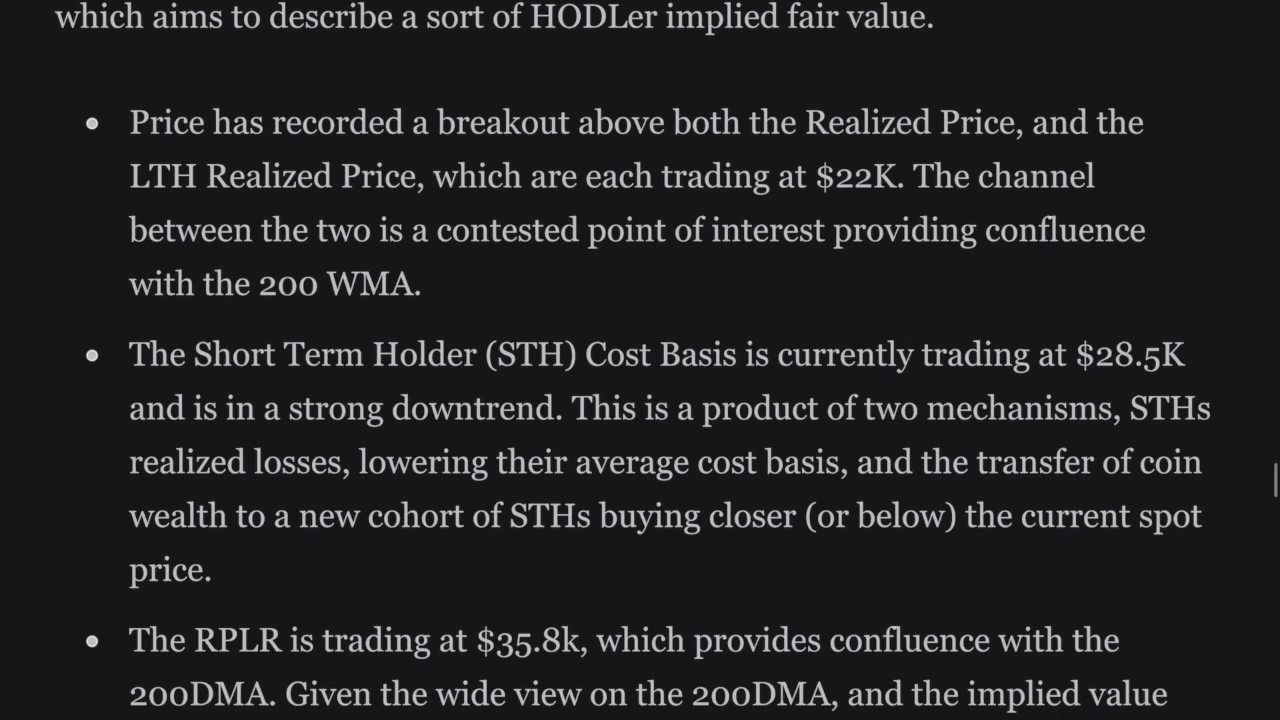 which aims to describe a sort of HODLer implied fair value.
• Price has recorded a breakout above both the Realized Price, and the
LTH Realized Price, which are each trading at $22K. The channel
between the two is a contested point of interest providing confluence
with the 200 WMA.
• The Short Term Holder (STH) Cost Basis is currently trading at $28.5K
and is in a strong downtrend. This is a product of two mechanisms, STHs
realized losses, lowering their average cost basis, and the transfer of coin
wealth to a new cohort of STHs buying closer (or below) the current spot
price.
• The RPLR is trading at $35.8k, which provides confluence with the
200DMA. Given the wide view on the 200DMA, and the implied value